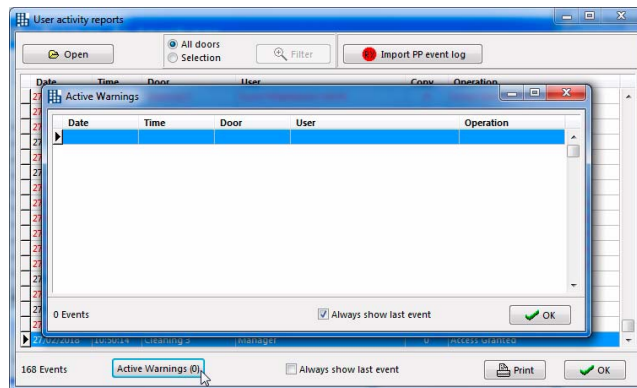 User activity reports
Open
All doors
Selection
Filter
Import PP event log
Date Time Door User Copy Operation
Active Warnings
Date Time Door User Operation
0 Events
Always show last event
OK
27/02/2018 10:50:14 Cleaning 5 Manager 0 Access Granted
168 Events
Active Warnings (0)
Always show last event
Print
OK